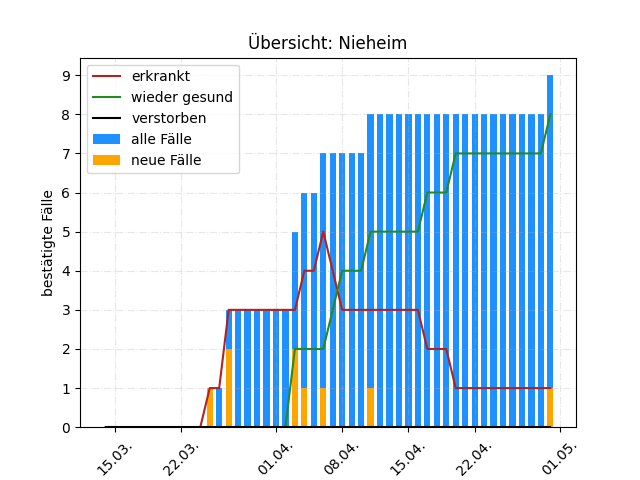 Übersicht: Nieheim
erkrankt
wieder gesund
verstorben
alle Fälle
neue Fälle
bestätigte Fälle
9
8
7
6
5
4
3
2
1
0
15.03.
22.03.
01.04.
08.04.
15.04.
22.04.
01.05.